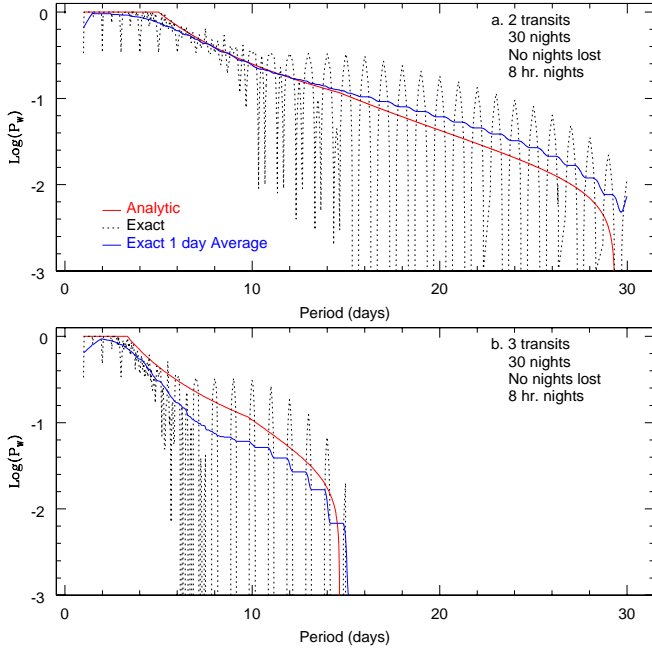 a. 2 transits
30 nights
No nights lost
8 hr. nights
0
-1
-2
-3
Log(Pw)
Analytic
Exact
Exact 1 day Average
0
10
20
30
Period (days)
b. 3 transits
30 nights
No nights lost
8 hr. nights
0
-1
-2
-3
Log(Pw)
0
10
20
30
Period (days)